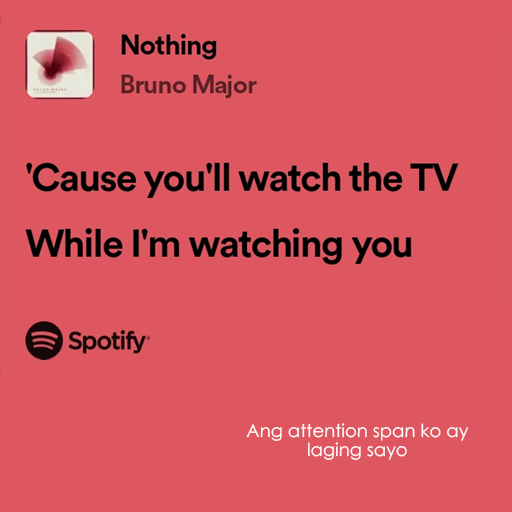 Nothing
Bruno Major
'Cause you'll watch the TV
While I'm watching you
Spotify
Ang attention span ko ay
laging sayo